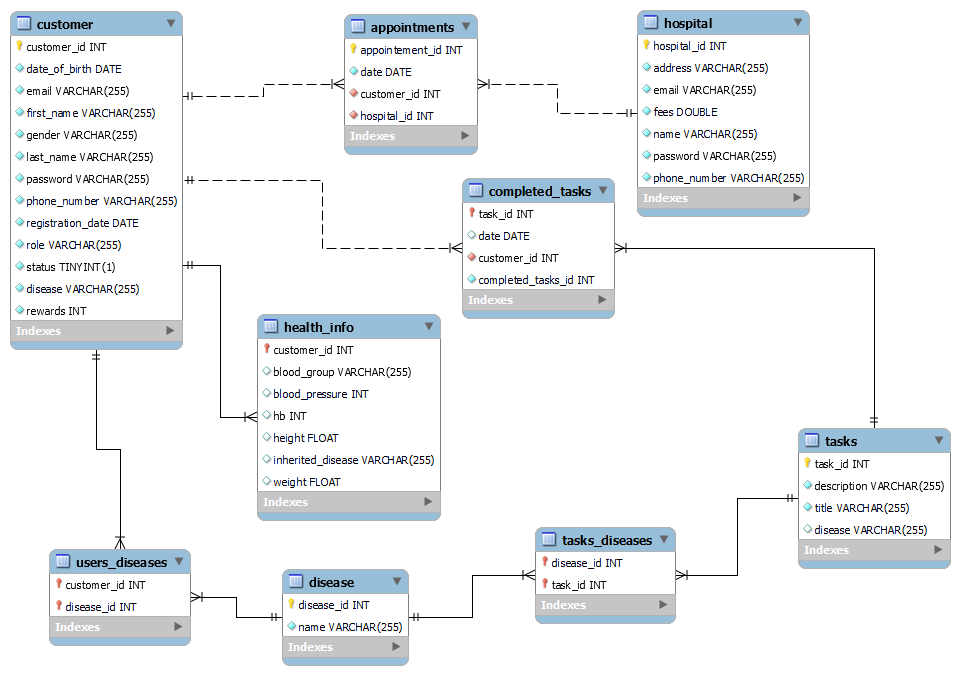 customer
customer_id INT
date_of_birth DATE
email VARCHAR(255)
first_name VARCHAR(255)
gender VARCHAR(255)
last_name VARCHAR(255)
password VARCHAR(255)
phone_number VARCHAR(255)
registration_date DATE
role VARCHAR(255)
status TINYINT(1)
disease VARCHAR(255)
rewards INT
Indexes
appointments
appointement_id INT
date DATE
customer_id INT
hospital_id INT
Indexes
hospital
hospital_id INT
address VARCHAR(255)
email VARCHAR(255)
fees DOUBLE
name VARCHAR(255)
password VARCHAR(255)
phone_number VARCHAR(255)
Indexes
completed_tasks
task_id INT
date DATE
customer_id INT
completed_tasks_id INT
Indexes
health_info
customer_id INT
blood_group VARCHAR(255)
blood_pressure INT
hb INT
height FLOAT
inherited_disease VARCHAR(255)
weight FLOAT
Indexes
tasks
task_id INT
description VARCHAR(255)
title VARCHAR(255)
disease VARCHAR(255)
Indexes
users_diseases
customer_id INT
disease_id INT
Indexes
disease
disease_id INT
name VARCHAR(255)
Indexes
tasks_diseases
disease_id INT
task_id INT
Indexes